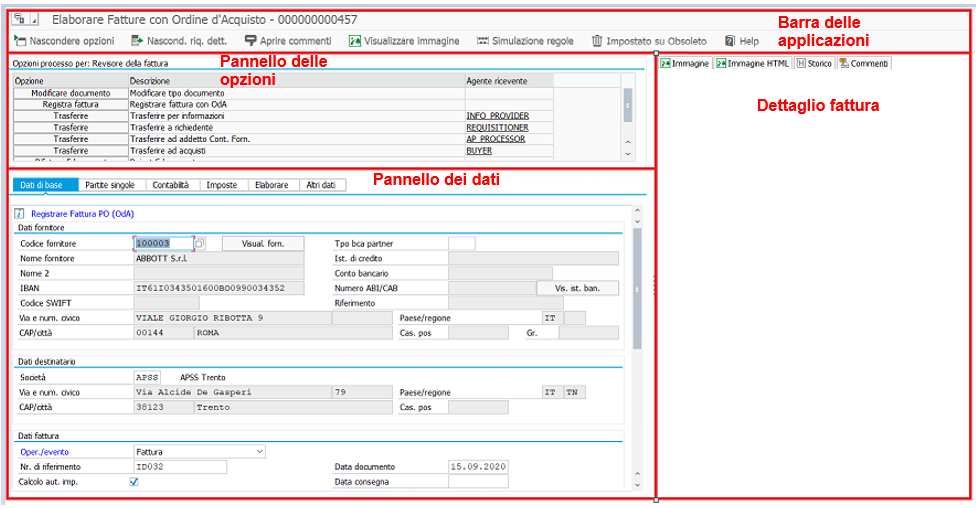 Elaborare Fatture con Ordine d'Acquisto - 000000000457
Barra delle applicazioni
Nascondere opzioni Nascond. riq. dett. Aprire commenti Visualizzare immagine Simulazione regole Impostato su Obsoleto Help
Opzioni processo per: Revisore della fattura
Pannello delle opzioni
Opzione Descrizione Agente ricevente
Modificare documento Modificare tipo documento
Registra fattura Registrare fattura con OdA
Trasferire Trasferire per informazioni INFO_PROVIDER
Trasferire Trasferire a richiedente REQUISITIONER
Trasferire Trasferire ad addetto Cont. Forn. AP_PROCESSOR
Trasferire Trasferire ad acquisti BUYER
Immagine Immagine HTML Storico Commenti
Dettaglio fattura
Pannello dei dati
Dati di base Partite singole Contabilità Imposte Elaborare Altri dati
Registrare Fattura PO (OdA)
Dati fornitore
Codice fornitore 100003 Visual. forn. Tpo bca partner
Nome fornitore ABBOTT S.r.l. Ist. di credito
Nome 2 Conto bancario
IBAN IT61I0343501600BO0990034352 Numero ABI/CAB Vis. ist. ban.
Codice SWIFT Riferimento
Via e num. civico VIALE GIORGIO RIBOTTA 9 Paese/regione IT
CAP/città 00144 ROMA Cas. pos Gr.
Dati destinatario
Società APSS APSS Trento
Via e num. civico Via Alcide De Gasperi 79 Paese/regione IT TN
CAP/città 38123 Trento Cas. pos
Dati fattura
Oper./evento Fattura
Nr. di riferimento ID032 Data documento 15.09.2020
Calcolo aut. imp. Data consegna